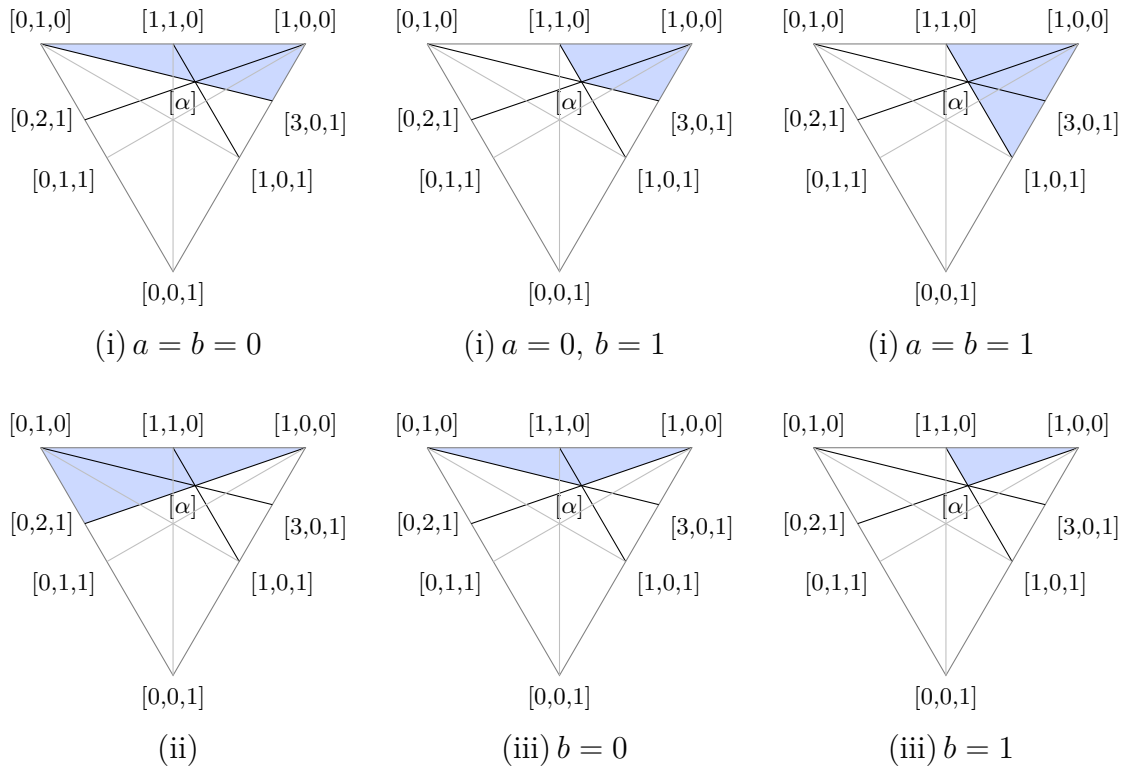 [0,1,0] [1,1,0] [1,0,0] [0,1,0] [1,1,0] [1,0,0] [0,1,0] [1,1,0] [1,0,0]
[α] [α] [α]
[0,2,1] [3,0,1] [0,2,1] [3,0,1] [0,2,1] [3,0,1]
[0,1,1] [1,0,1] [0,1,1] [1,0,1] [0,1,1] [1,0,1]
[0,0,1] [0,0,1] [0,0,1]
(i) a = b = 0 (i) a = 0, b = 1 (i) a = b = 1
[0,1,0] [1,1,0] [1,0,0] [0,1,0] [1,1,0] [1,0,0] [0,1,0] [1,1,0] [1,0,0]
[α] [α] [α]
[0,2,1] [3,0,1] [0,2,1] [3,0,1] [0,2,1] [3,0,1]
[0,1,1] [1,0,1] [0,1,1] [1,0,1] [0,1,1] [1,0,1]
[0,0,1] [0,0,1] [0,0,1]
(ii) (iii) b = 0 (iii) b = 1